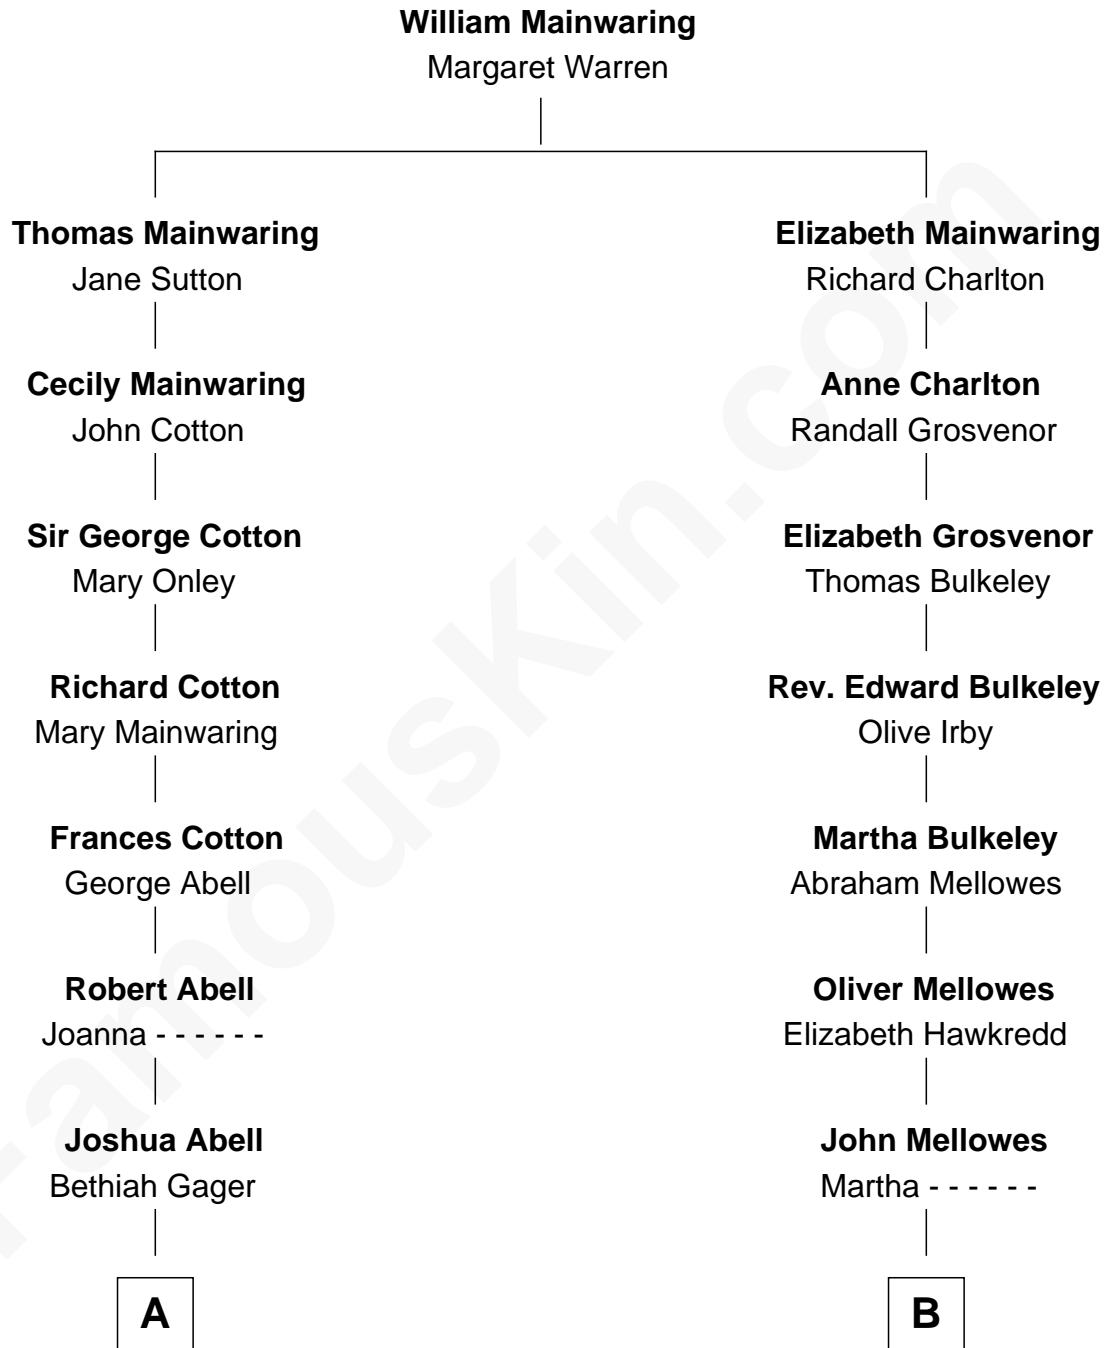 William Mainwaring
Margaret Warren
Thomas Mainwaring
Jane Sutton
Elizabeth Mainwaring
Richard Charlton
Cecily Mainwaring
John Cotton
Anne Charlton
Randall Grosvenor
Sir George Cotton
Mary Onley
Elizabeth Grosvenor
Thomas Bulkeley
Richard Cotton
Mary Mainwaring
Rev. Edward Bulkeley
Olive Irby
Frances Cotton
George Abell
Martha Bulkeley
Abraham Mellowes
Robert Abell
Joanna - - - - - -
Oliver Mellowes
Elizabeth Hawkredd
Joshua Abell
Bethiah Gager
John Mellowes
Martha - - - - - -
A
B
FamousKin.com